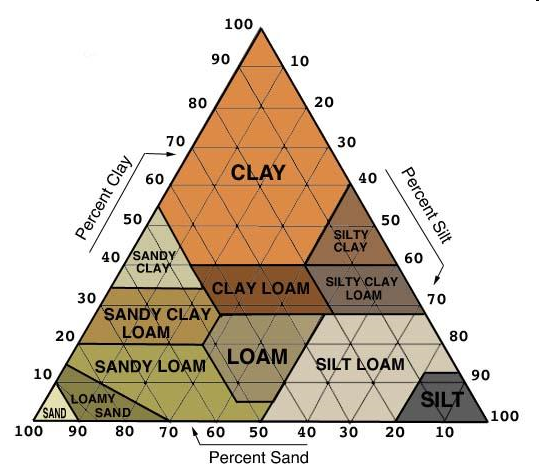 100
90
10
80
20
70
30
CLAY
60
40
Percent Clay
Percent Silt
50
50
SILTY
CLAY
40
SANDY
CLAY
60
30
CLAY LOAM
SILTY CLAY
LOAM
70
SANDY CLAY
LOAM
20
80
SANDY LOAM
LOAM
SILT LOAM
10
90
LOAMY
SAND
SAND
SILT
100
100 90 80 70 60 50 40 30 20 10
Percent Sand